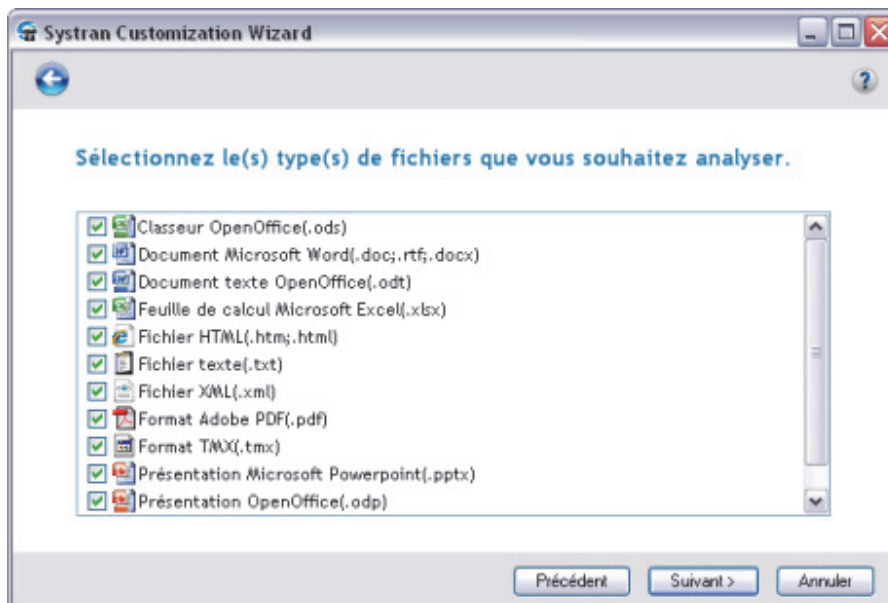 Systran Customization Wizard
Sélectionnez le(s) type(s) de fichiers que vous souhaitez analyser.
Classeur OpenOffice(.ods)
Document Microsoft Word(.doc;.rtf;.docx)
Document texte OpenOffice(.odt)
Feuille de calcul Microsoft Excel(.xlsx)
Fichier HTML(.htm;.html)
Fichier texte(.txt)
Fichier XML(.xml)
Format Adobe PDF(.pdf)
Format TMX(.tmx)
Présentation Microsoft Powerpoint(.pptx)
Présentation OpenOffice(.odp)
Précédent Suivant > Annuler